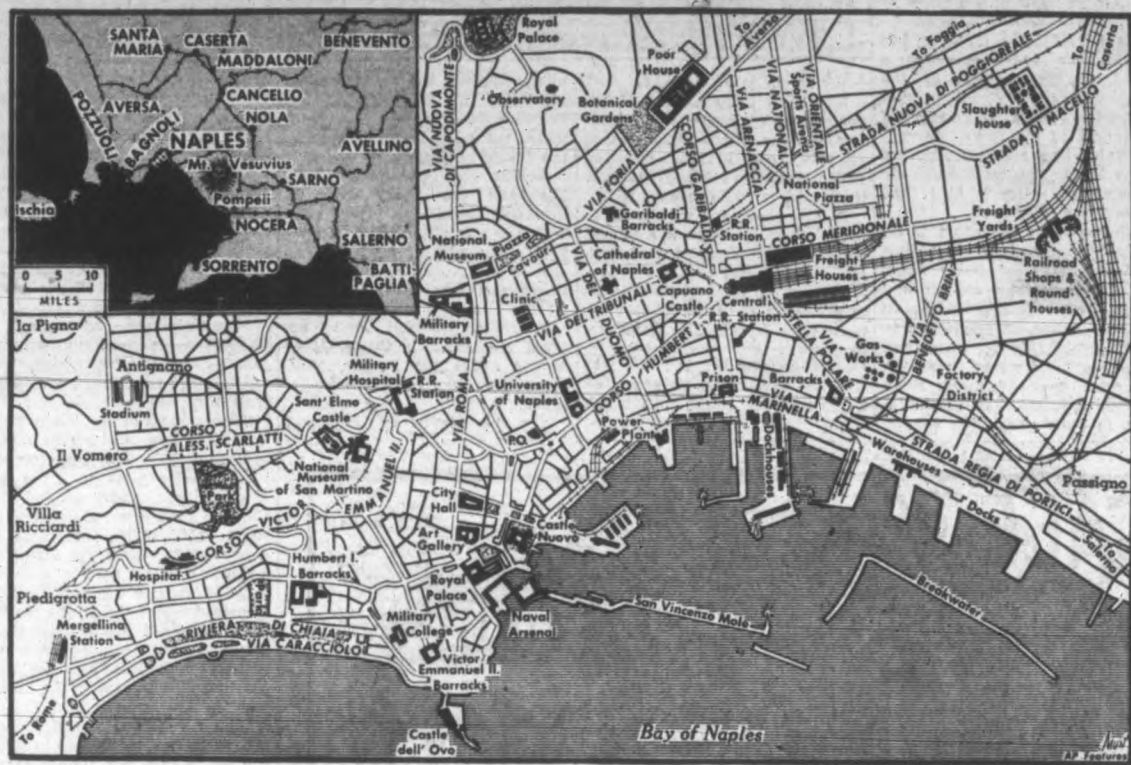 SANTA
MARIA
CASERTA
BENEVENTO
MADDALONI
CANCELLO
AVERSA
NOLA
POZZUOLI
BAGNOLI
NAPLES
AVELLINO
Mt. Vesuvius
SARNO
Pompeii
Ischia
NOCERA
SALERNO
SORRENTO
BATTI-
PAGLIA
0 5 10
MILES
Royal
Palace
Poor
House
To
Averso
To Foggia
To
Caserta
Observatory
Botanical
Gardens
VIA NUOVA
DI CAPODIMONTE
VIA FORIA
CORSO GARIBALDI
VIA ARENACCIA
VIA NATIONAL
Sports Arena
VIA ORIENTALE
STRADA NUOVA DI POGGIOREALE
Slaughter
house
STRADA DI MACELLO
National
Piazza
Garibaldi
Barracks
R.R.
Station
CORSO MERIDIONALE
Freight
Yards
National
Museum
Piazza
Cavour
VIA DEL
DUOMO
Cathedral
of Naples
Capuano
Castle
Freight
Houses
Railroad
Shops &
Round-
houses
Central
R.R. Station
Clinic
VIA DEL TRIBUNALI
Military
Barracks
CORSO HUMBERT I.
STELLA POLARE
VIA
BENEDETTO BRIN
la Pigna
Antignano
Stadium
Military
Hospital
R.R.
Station
Sant' Elmo
Castle
VIA ROMA
University
of Naples
Prison
Barracks
Gas
Works
Factory
District
VIA
MARINELLA
CORSO
ALESS. SCARLATTI
Il Vomero
P.O.
Power
Plant
Dockhouses
Warehouses
STRADA REGIA DI PORTICI
Passigno
National
Museum
of San Martino
Park
Villa
Ricciardi
CORSO VICTOR EMMANUEL II.
City
Hall
Castle
Nuovo
Docks
To
Salerno
Art
Gallery
Hospital
Humbert I.
Barracks
Royal
Palace
Naval
Arsenal
San Vincenzo Mole
Breakwater
Piedigrotta
Park
Mergellina
Station
RIVIERA DI CHIAIA
VIA CARACCIOLO
Military
College
Victor
Emmanuel II.
Barracks
To Rome
Castle
dell' Ovo
Bay of Naples
AP Features